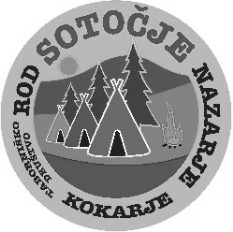 ROD SOTOČJE NAZARJE
KOKARJE
TABORNIŠKO
DRUŠTVO